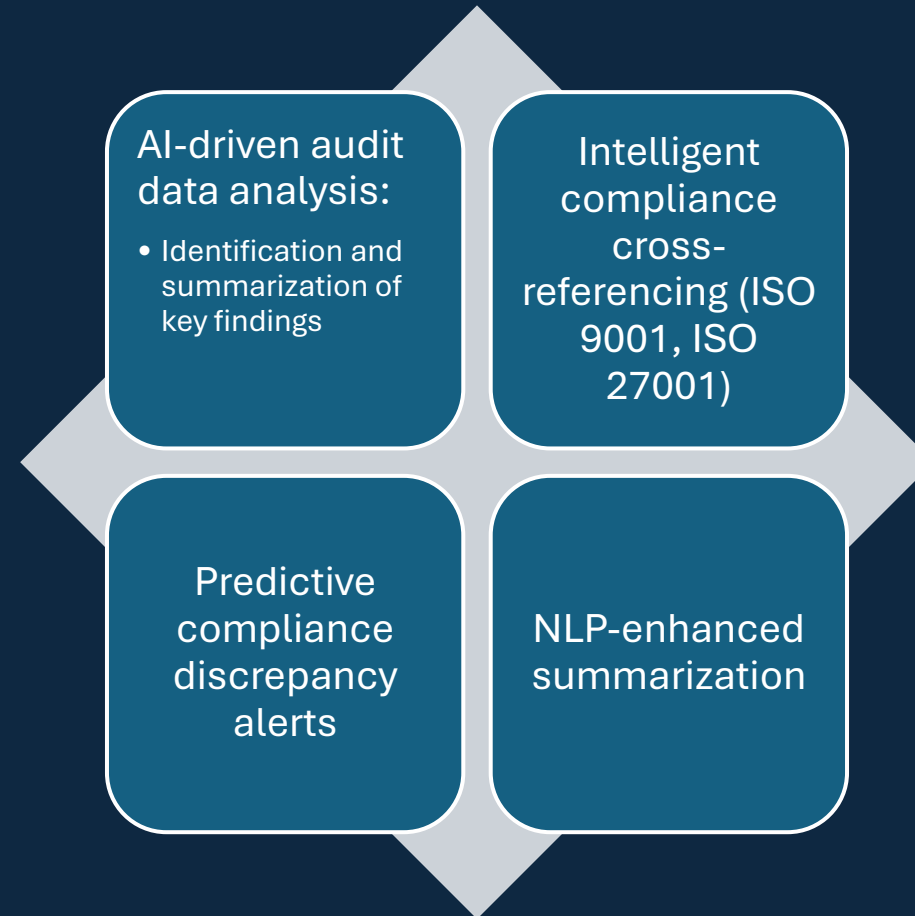 AI-driven audit
data analysis:
• Identification and
summarization of
key findings
Intelligent
compliance
cross-
referencing (ISO
9001, ISO
27001)
Predictive
compliance
discrepancy
alerts
NLP-enhanced
summarization